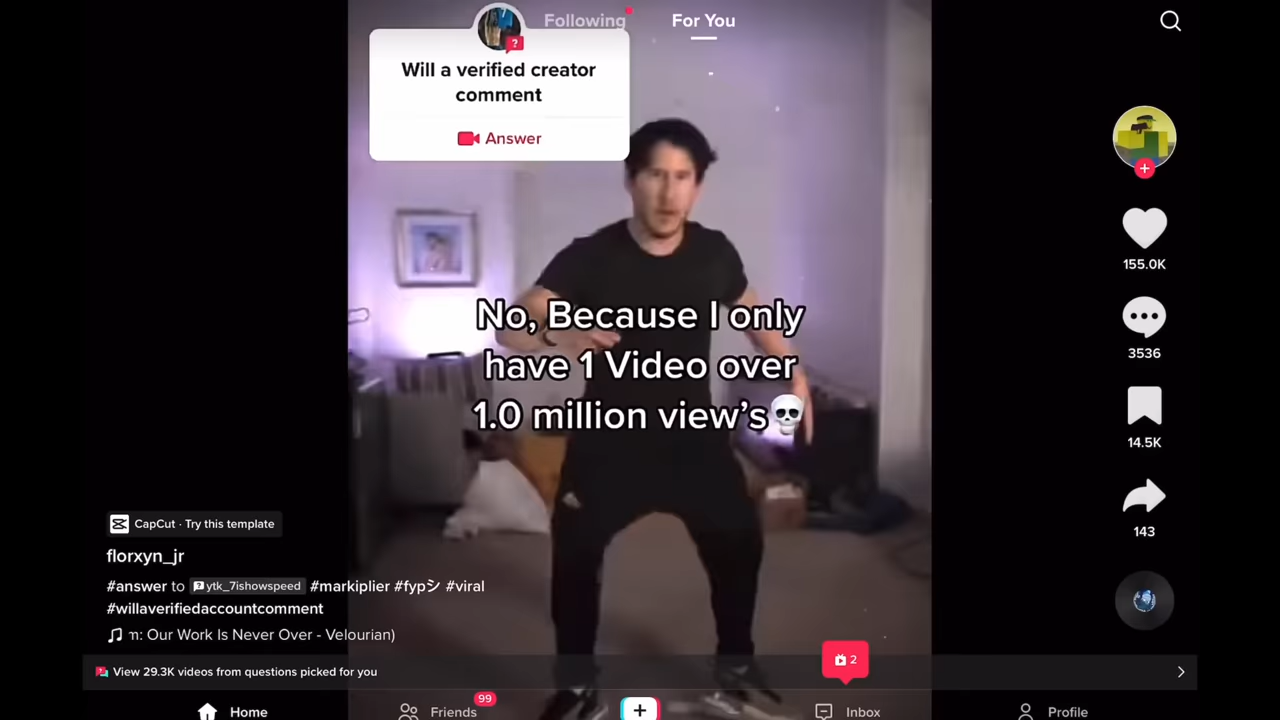 Following
For You
?
Will a verified creator
comment
Answer
No, Because I only
have 1 Video over
1.0 million view’s💀
155.0K
3536
14.5K
143
CapCut · Try this template
florxyn_jr
#answer to ytk_7ishowspeed #markiplier #fypシ #viral
#willaverifiedaccountcomment
n: Our Work Is Never Over - Velourian)
View 29.3K videos from questions picked for you
2
Home
Friends
99
Inbox
Profile